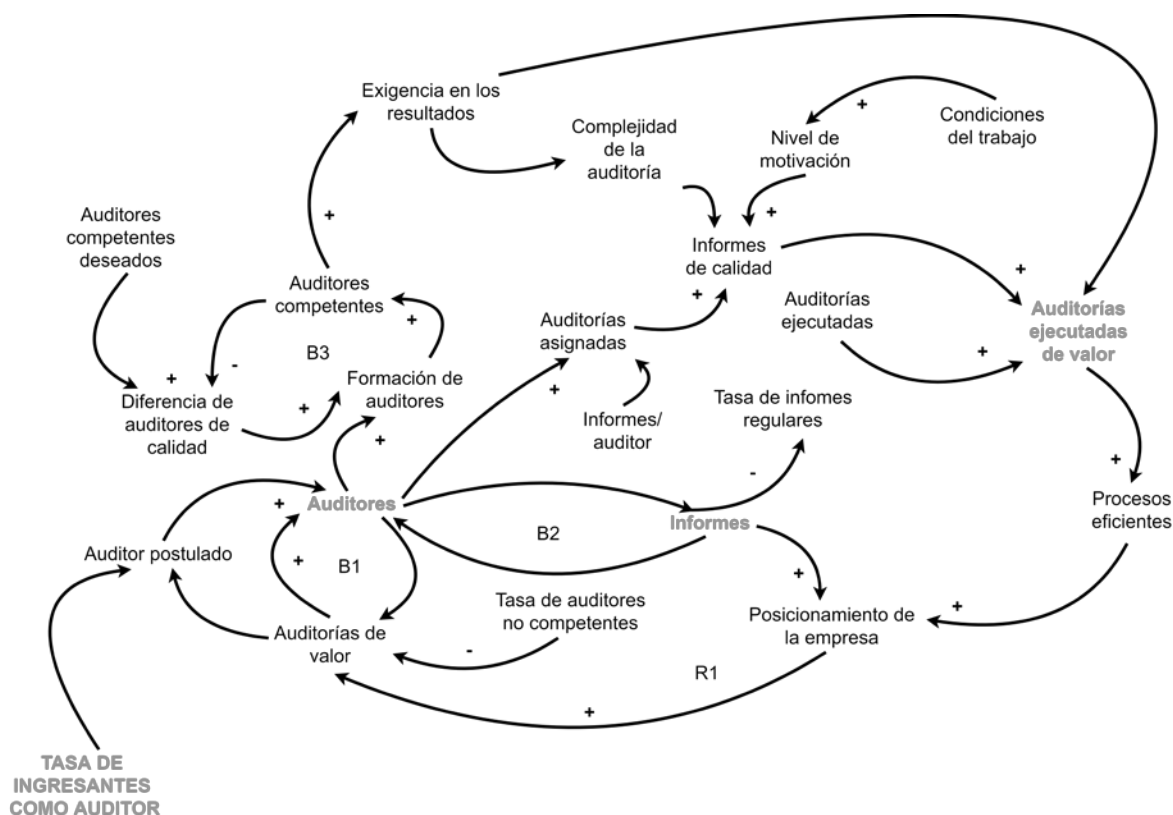 Exigencia en los
resultados
Complejidad
de la
auditoría
Nivel de
motivación
Condiciones
del trabajo
+
+
+
Auditores
competentes
deseados
Informes
de calidad
+
+
Auditores
competentes
Auditorías
ejecutadas
Auditorías
ejecutadas
de valor
Auditorías
asignadas
+
B3
-
+
+
Diferencia de
auditores de
calidad
+
Formación de
auditores
+
Informes/
auditor
Tasa de infomes
regulares
+
-
+
Auditores
+
Informes
Procesos
eficientes
B2
Auditor postulado
+
B1
+
Tasa de auditores
no competentes
Posicionamiento de
la empresa
+
Auditorías de
valor
-
R1
+
TASA DE
INGRESANTES
COMO AUDITOR